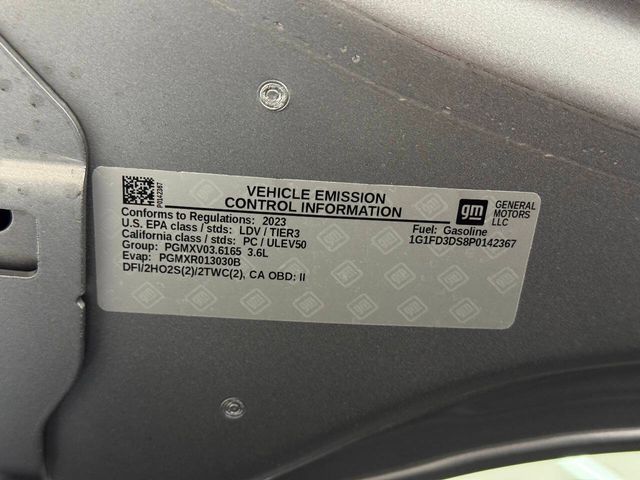 P0142367
VEHICLE EMISSION
CONTROL INFORMATION
gm
GENERAL
MOTORS
LLC
Conforms to Regulations: 2023
U.S. EPA class / stds: LDV / TIER3
California class / stds: PC / ULEV50
Group: PGMXV03.6165 3.6L
Evap: PGMXR013030B
DFI/2HO2S(2)/2TWC(2), CA OBD; II
Fuel: Gasoline
1G1FD3DS8P0142367